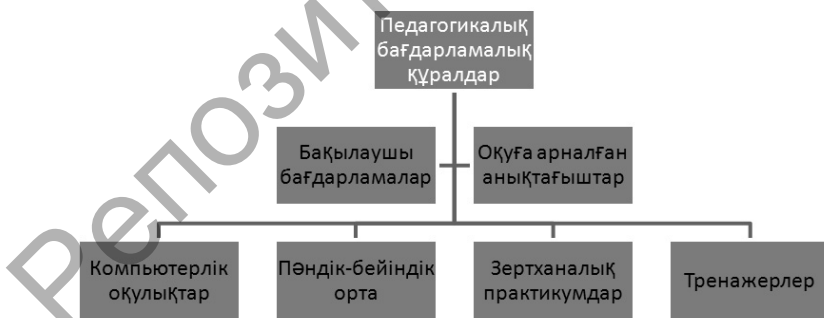 Педагогикалық
бағдарламалық
құралдар
Бақылаушы
бағдарламалар
Оқуға арналған
анықтағыштар
Компьютерлік
оқулықтар
Пәндік-бейіндік
орта
Зертханалық
практикумдар
Тренажерлер